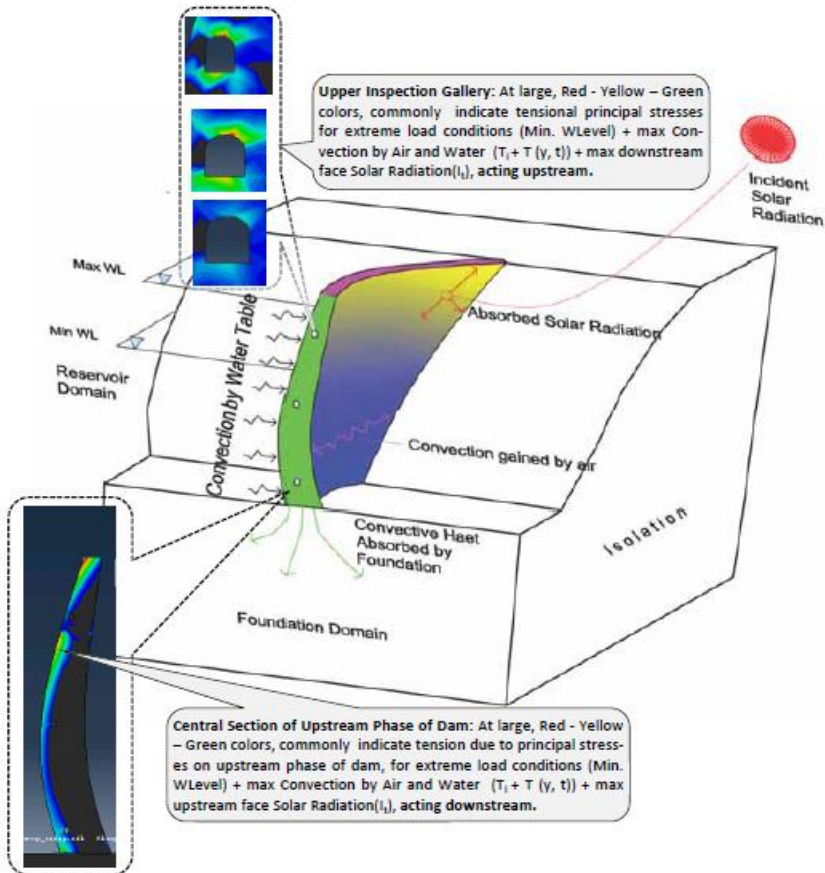 Upper Inspection Gallery: At large, Red - Yellow – Green
colors, commonly indicate tensional principal stresses
for extreme load conditions (Min. WLevel) + max Con-
vection by Air and Water (Tᵢ + T (y, t)) + max downstream
face Solar Radiation(Iₜ), acting upstream.
Incident
Solar
Radiation
Max WL
Absorbed Solar Radiation
Min WL
Reservoir
Domain
Convection by Water Table
Convection gained by air
Convective Haet
Absorbed by
Foundation
Isolation
Foundation Domain
Central Section of Upstream Phase of Dam: At large, Red - Yellow
– Green colors, commonly indicate tension due to principal stress-
es on upstream phase of dam, for extreme load conditions (Min.
WLevel) + max Convection by Air and Water (Tᵢ + T (y, t)) + max
upstream face Solar Radiation(Iₜ), acting downstream.